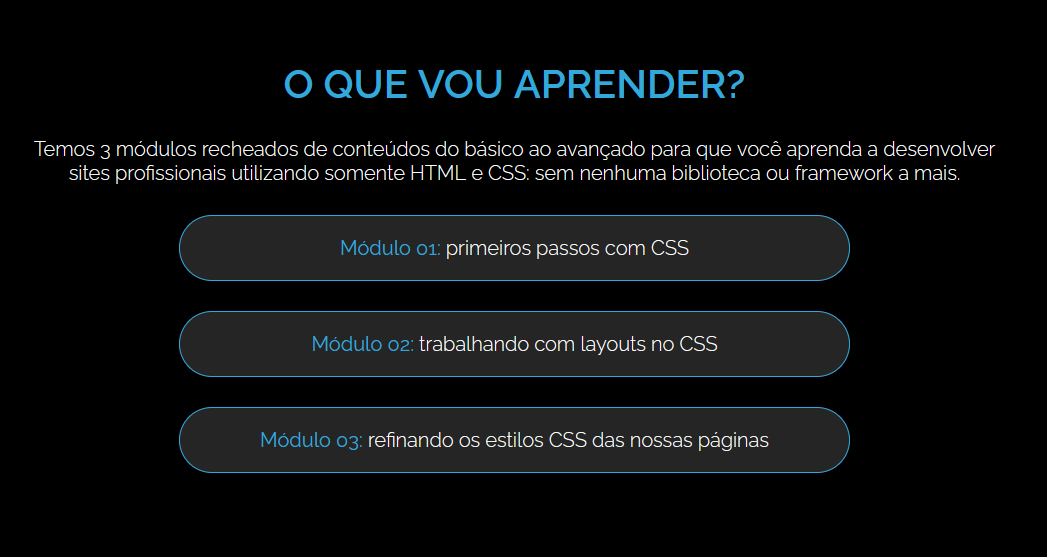 O QUE VOU APRENDER?
Temos 3 módulos recheados de conteúdos do básico ao avançado para que você aprenda a desenvolver
sites profissionais utilizando somente HTML e CSS: sem nenhuma biblioteca ou framework a mais.
Módulo 01: primeiros passos com CSS
Módulo 02: trabalhando com layouts no CSS
Módulo 03: refinando os estilos CSS das nossas páginas